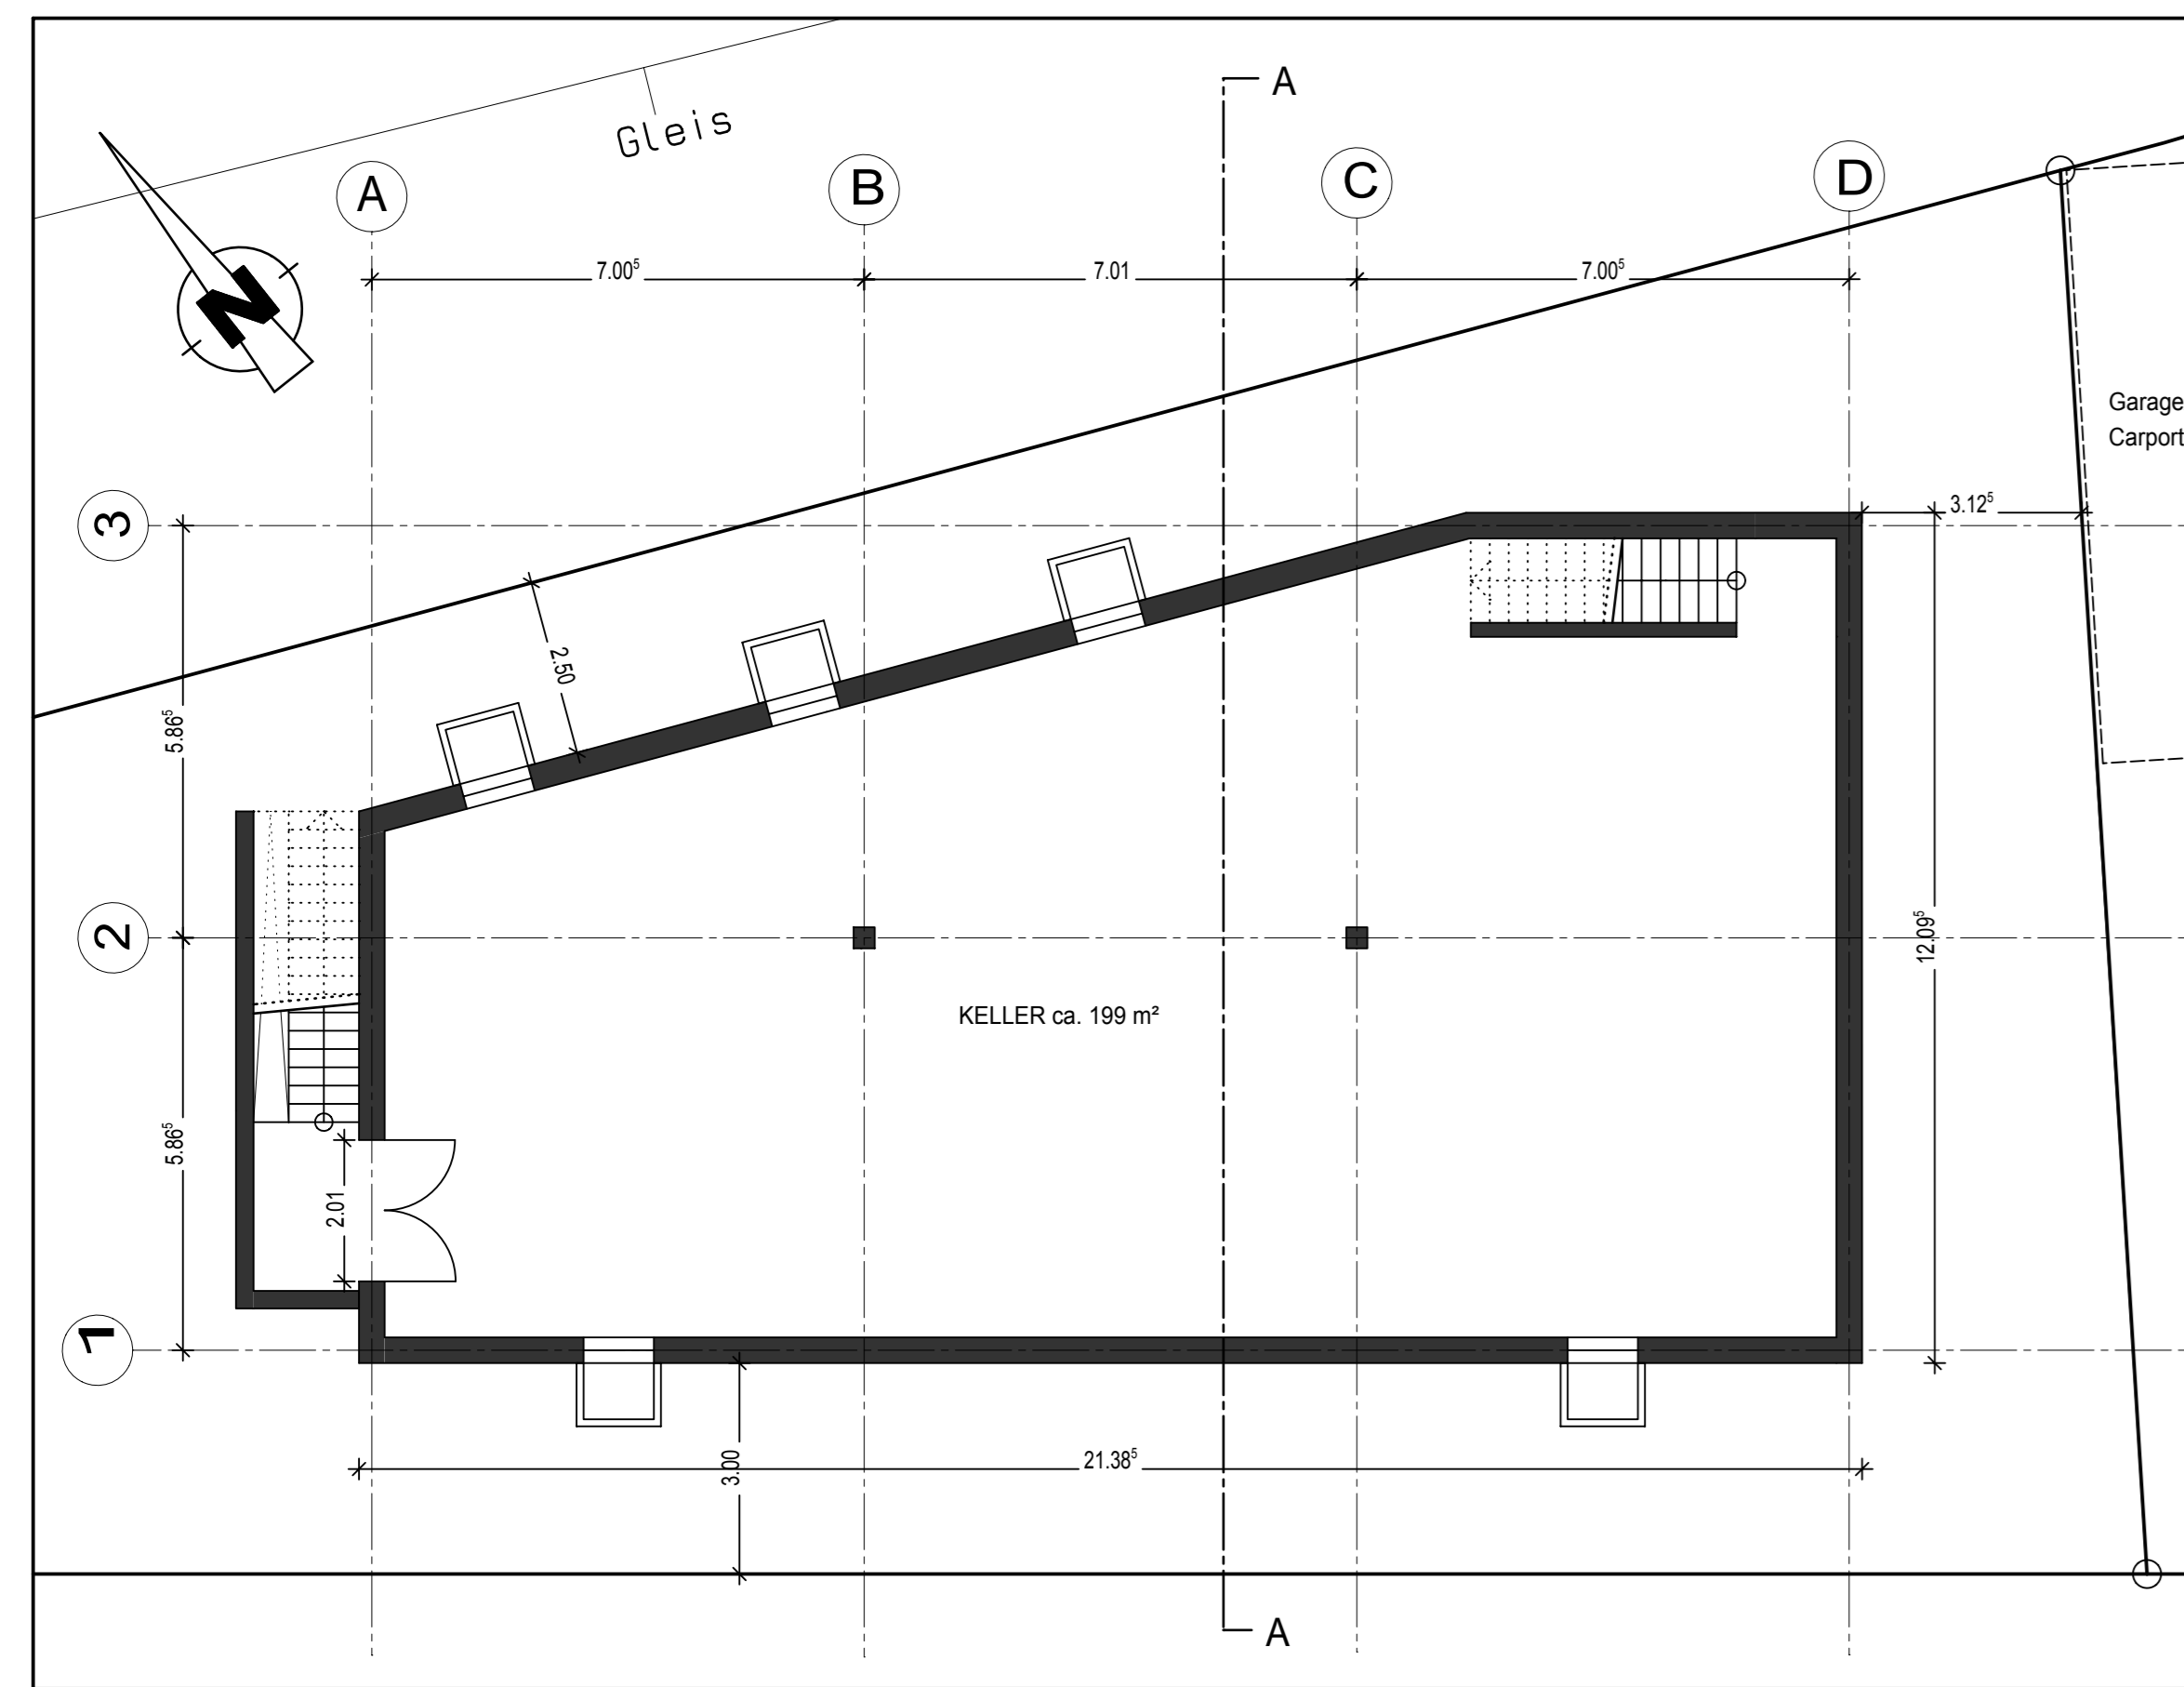 A
Gleis
A
B
C
D
N
7.00⁵
7.01
7.00⁵
Garage
Carport
3
3.12⁵
2.50
5.86⁵
2
12.09⁵
KELLER ca. 199 m²
5.86⁵
2.01
1
3.00
21.38⁵
A